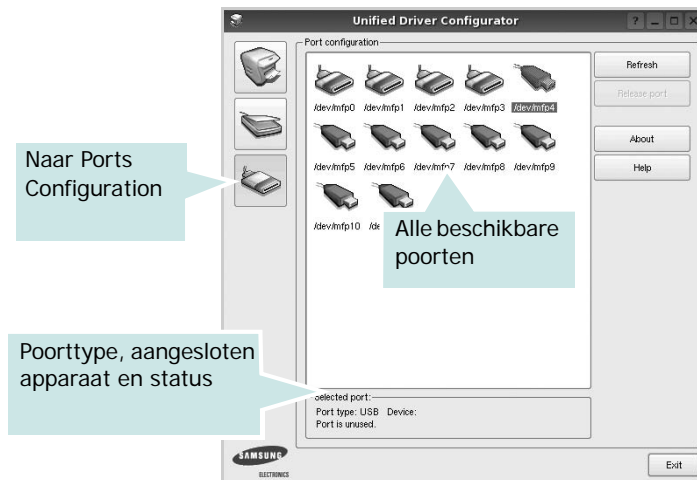 Unified Driver Configurator
Port configuration
/dev/mfp0 /dev/mfp1 /dev/mfp2 /dev/mfp3 /dev/mfp4
/dev/mfp5 /dev/mfp6 /dev/mfp7 /dev/mfp8 /dev/mfp9
/dev/mfp10
Refresh
Release port
About
Help
Naar Ports
Configuration
Alle beschikbare
poorten
Poorttype, aangesloten
apparaat en status
Selected port:
Port type: USB Device:
Port is unused.
SAMSUNG
ELECTRONICS
Exit